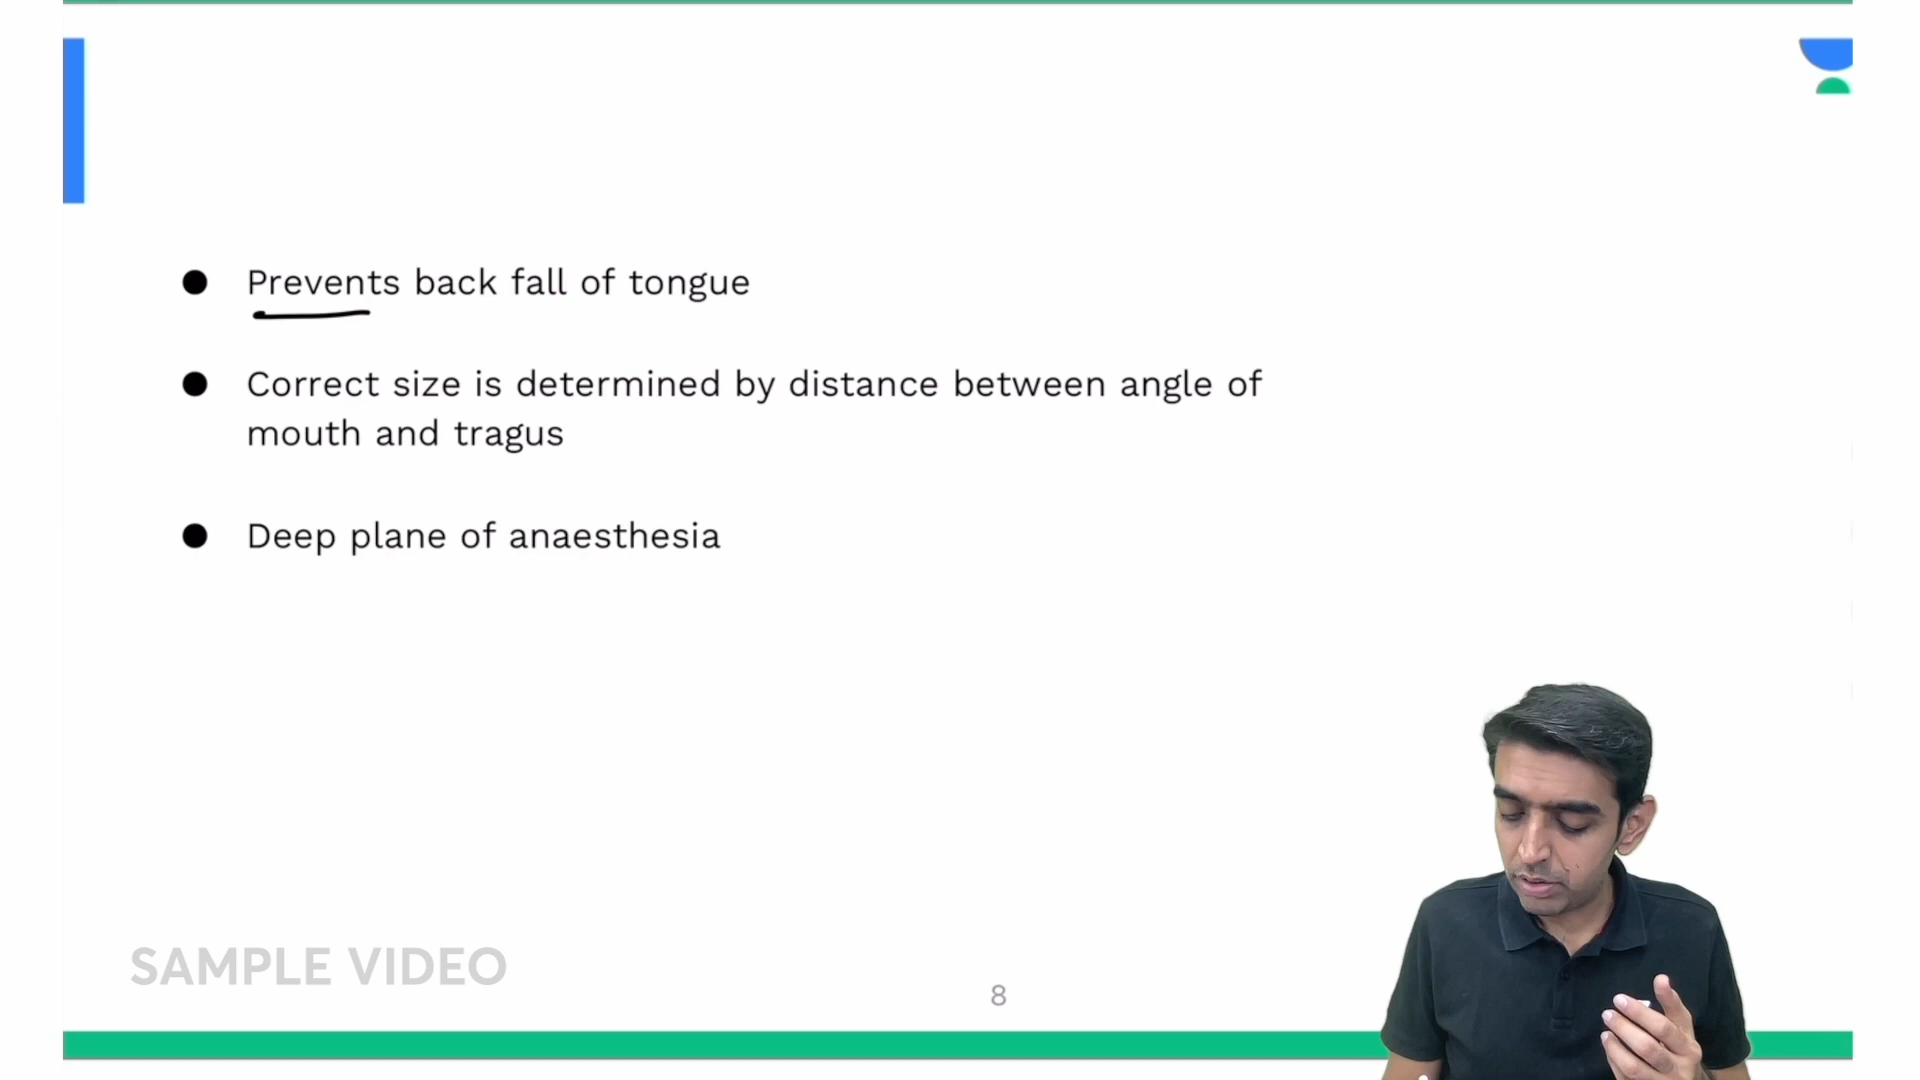 Prevents back fall of tongue
Correct size is determined by distance between angle of
mouth and tragus
Deep plane of anaesthesia
SAMPLE VIDEO
8